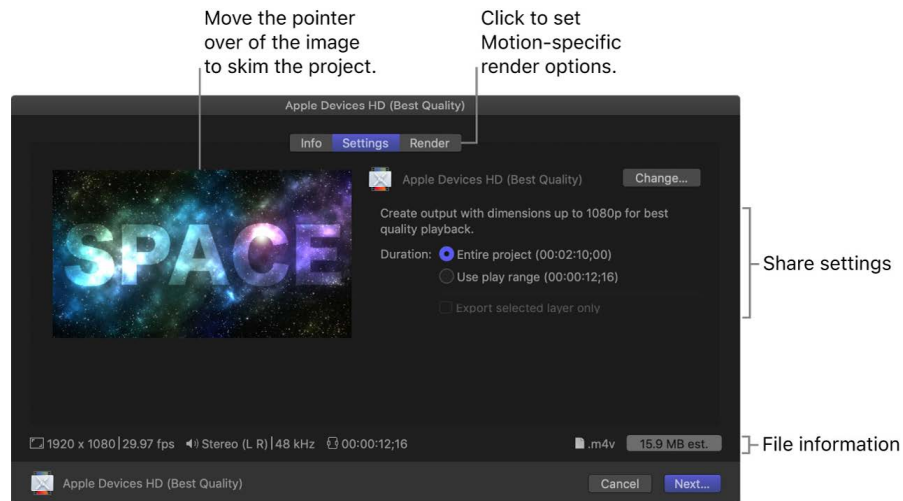 Move the pointer
over of the image
to skim the project.
Click to set
Motion-specific
render options.
Apple Devices HD (Best Quality)
Info Settings Render
SPACE
Apple Devices HD (Best Quality) Change...
Create output with dimensions up to 1080p for best
quality playback.
Duration: Entire project (00:02:10;00)
Use play range (00:00:12;16)
Export selected layer only
Share settings
1920 x 1080 | 29.97 fps Stereo (L R) | 48 kHz 00:00:12;16 .m4v 15.9 MB est.
File information
Apple Devices HD (Best Quality) Cancel Next...